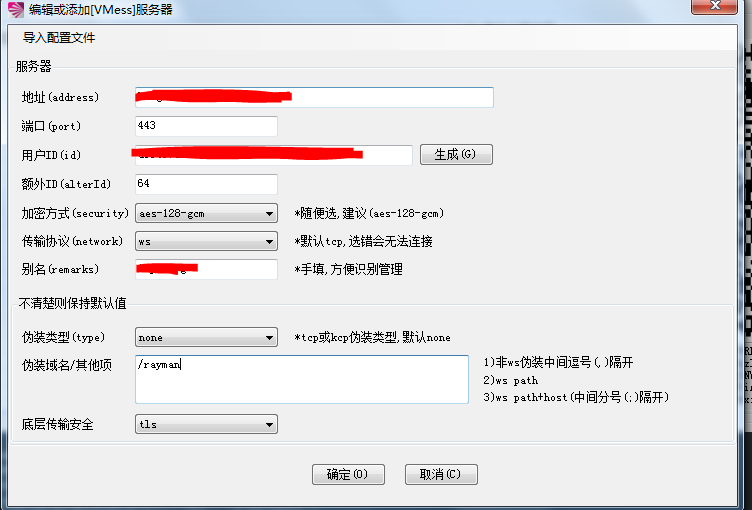 编辑或添加[VMess]服务器
导入配置文件
服务器
地址(address)
端口(port) 443
用户ID(id) 生成(G)
额外ID(alterId) 64
加密方式(security) aes-128-gcm *随便选,建议(aes-128-gcm)
传输协议(network) ws *默认tcp,选错会无法连接
别名(remarks) *手填,方便识别管理
不清楚则保持默认值
伪装类型(type) none *tcp或kcp伪装类型,默认none
伪装域名/其他项 /rayman 1)非ws伪装中间逗号(,)隔开
2)ws path
3)ws path+host(中间分号(;)隔开)
底层传输安全 tls
确定(O) 取消(C)